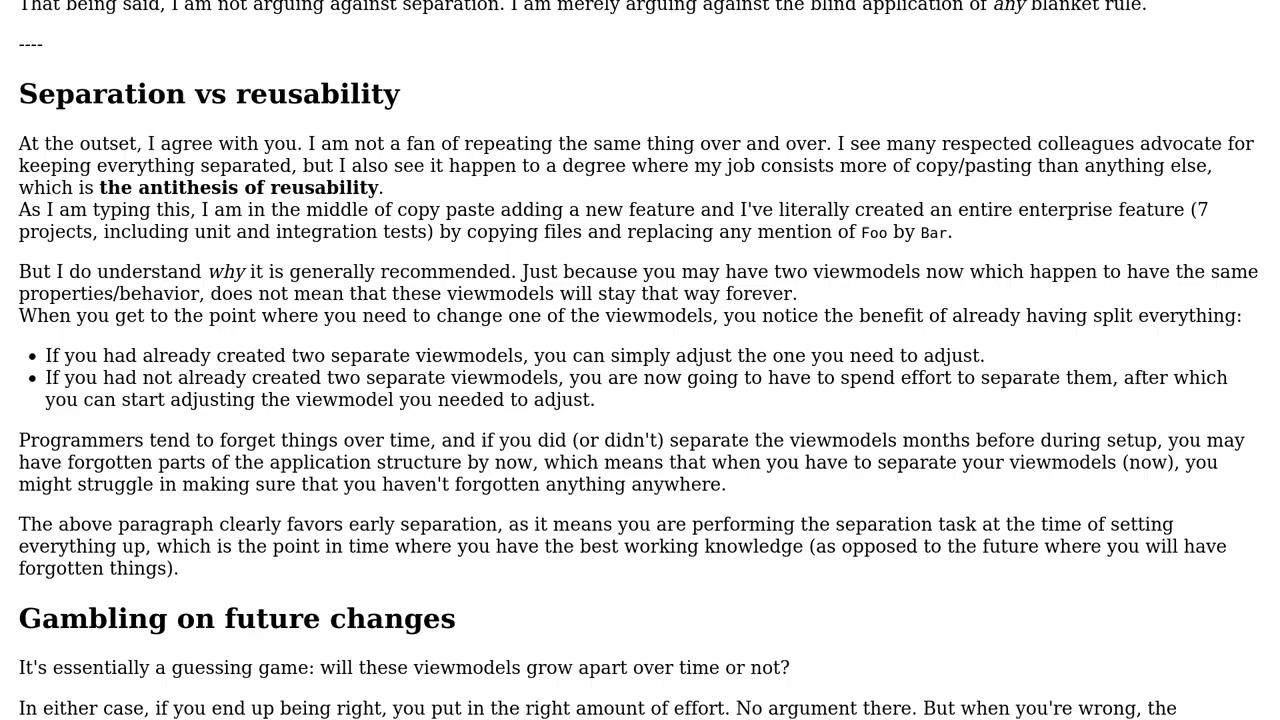 That being said, I am not arguing against separation. I am merely arguing against the blind application of any blanket rule.
----
Separation vs reusability
At the outset, I agree with you. I am not a fan of repeating the same thing over and over. I see many respected colleagues advocate for
keeping everything separated, but I also see it happen to a degree where my job consists more of copy/pasting than anything else,
which is the antithesis of reusability.
As I am typing this, I am in the middle of copy paste adding a new feature and I've literally created an entire enterprise feature (7
projects, including unit and integration tests) by copying files and replacing any mention of Foo by Bar.
But I do understand why it is generally recommended. Just because you may have two viewmodels now which happen to have the same
properties/behavior, does not mean that these viewmodels will stay that way forever.
When you get to the point where you need to change one of the viewmodels, you notice the benefit of already having split everything:
• If you had already created two separate viewmodels, you can simply adjust the one you need to adjust.
• If you had not already created two separate viewmodels, you are now going to have to spend effort to separate them, after which
you can start adjusting the viewmodel you needed to adjust.
Programmers tend to forget things over time, and if you did (or didn't) separate the viewmodels months before during setup, you may
have forgotten parts of the application structure by now, which means that when you have to separate your viewmodels (now), you
might struggle in making sure that you haven't forgotten anything anywhere.
The above paragraph clearly favors early separation, as it means you are performing the separation task at the time of setting
everything up, which is the point in time where you have the best working knowledge (as opposed to the future where you will have
forgotten things).
Gambling on future changes
It's essentially a guessing game: will these viewmodels grow apart over time or not?
In either case, if you end up being right, you put in the right amount of effort. No argument there. But when you're wrong, the